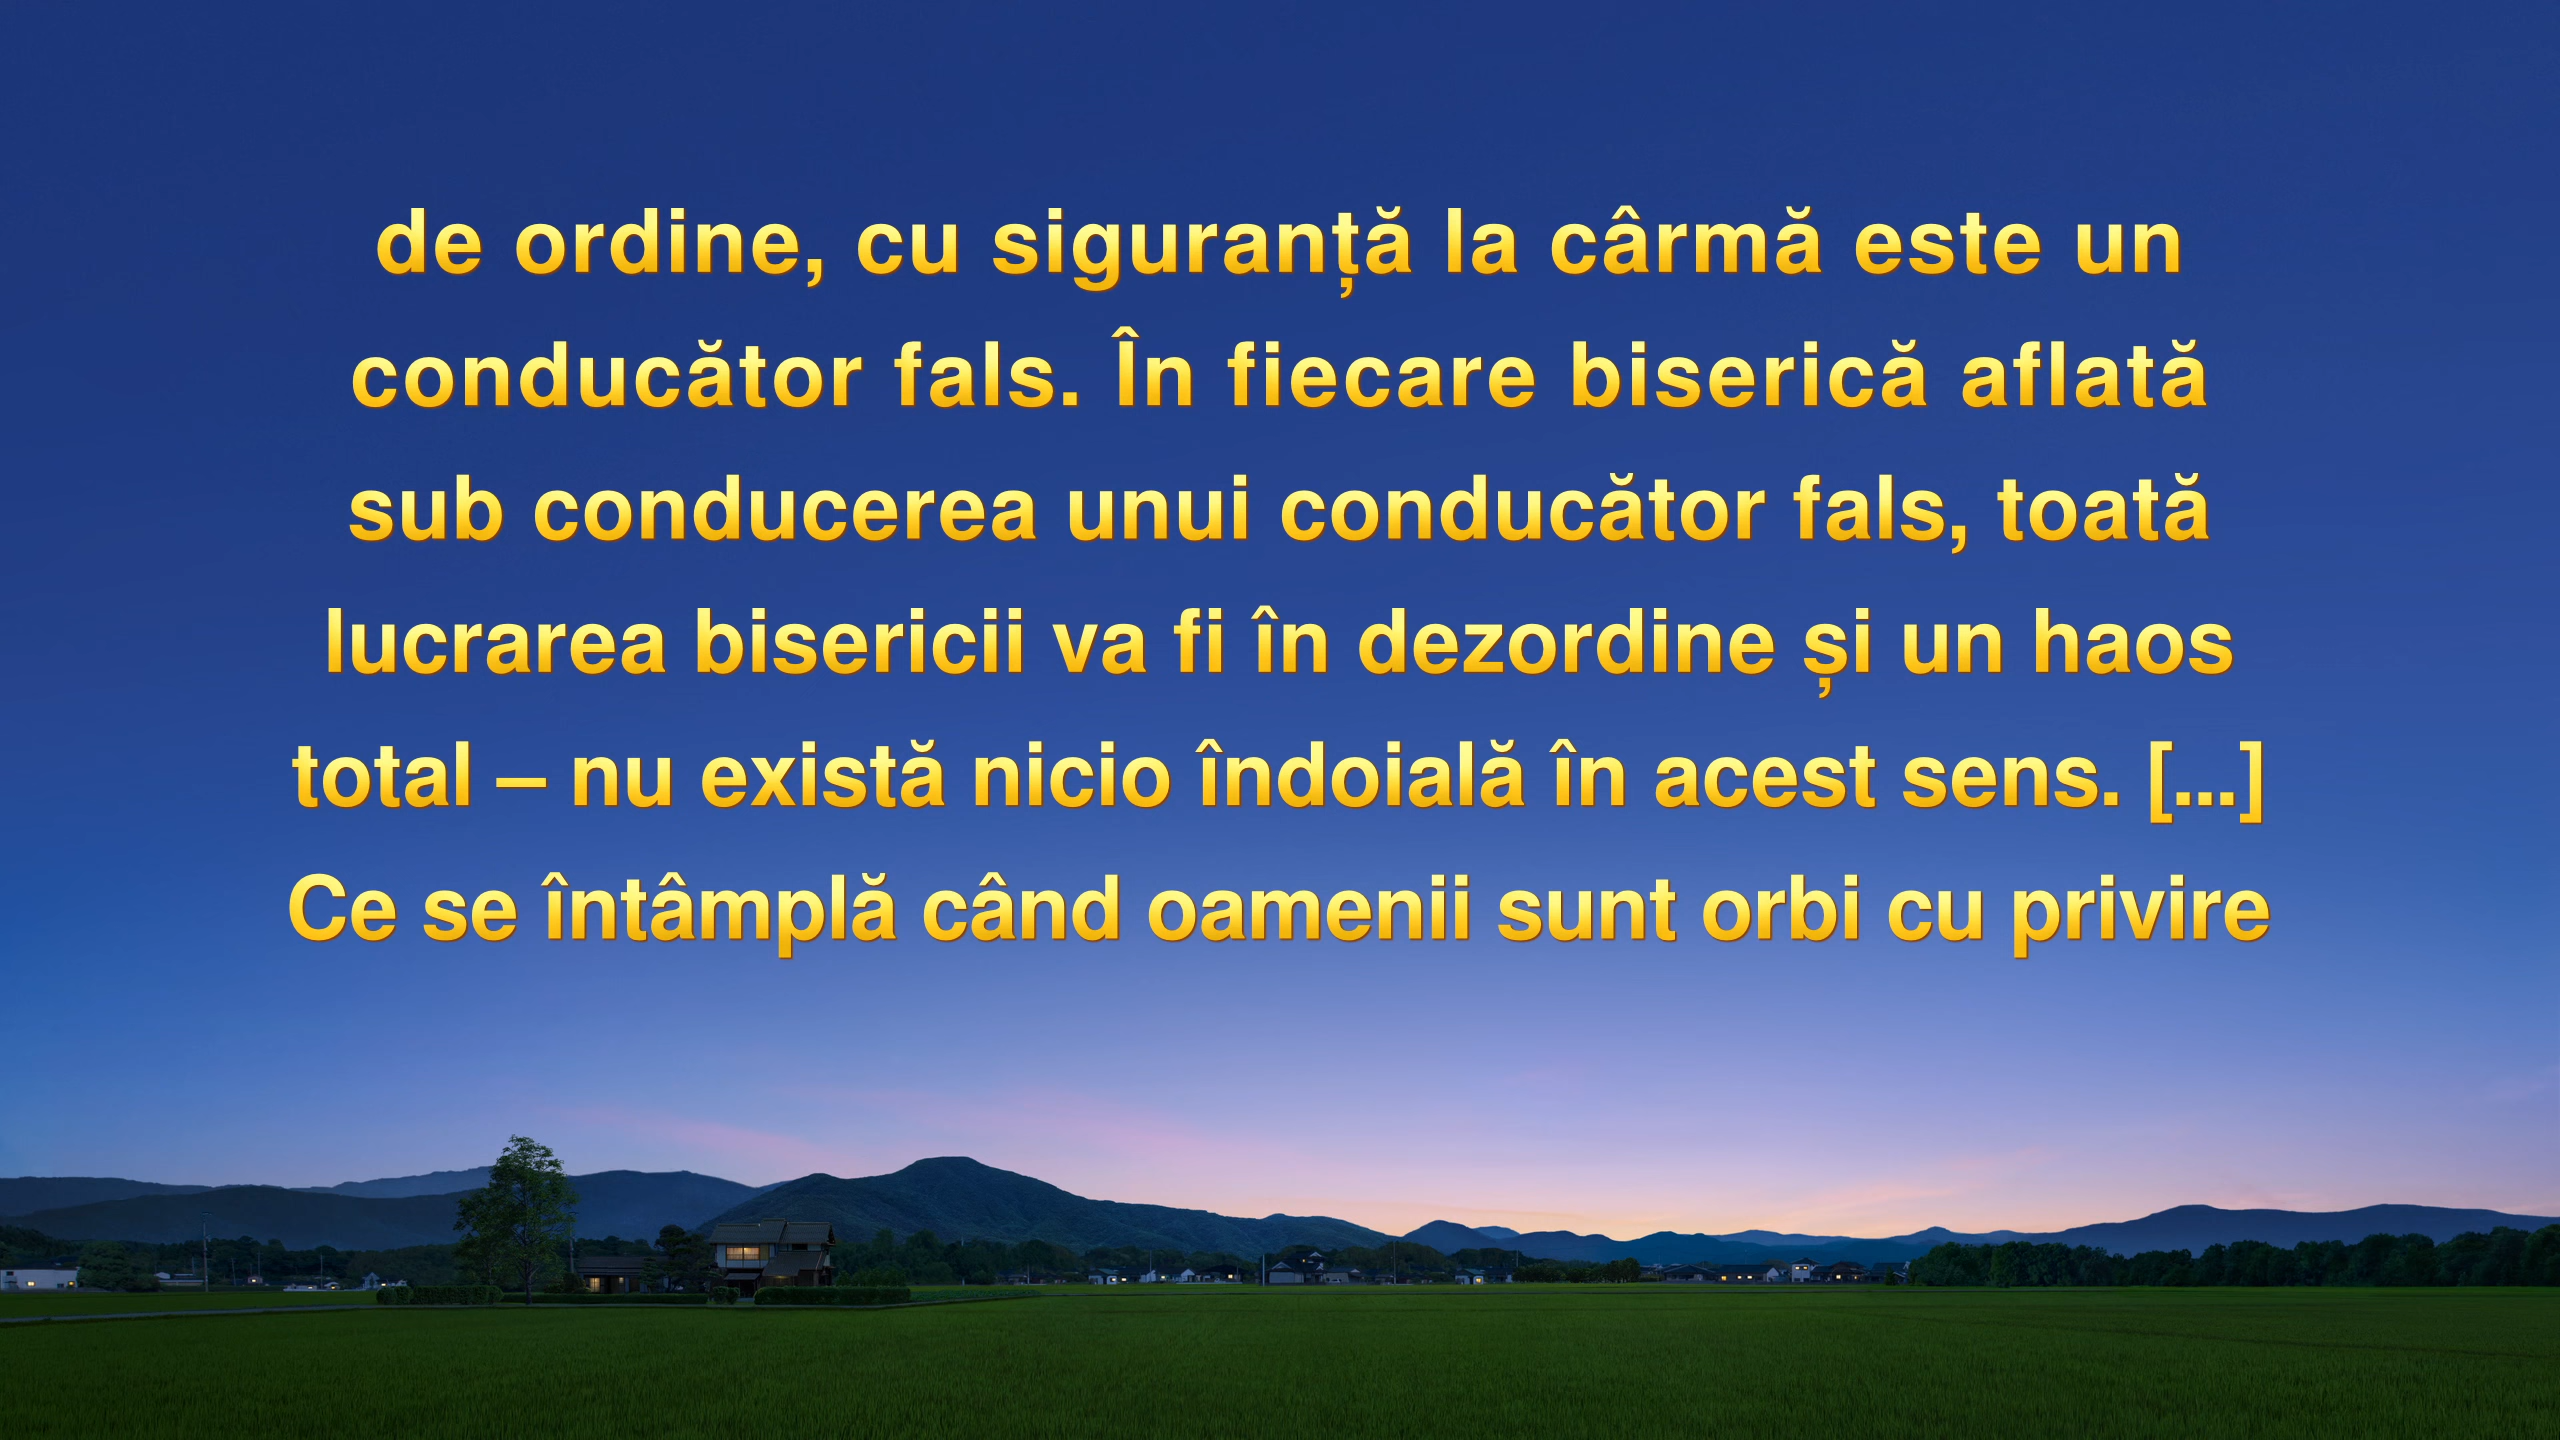 de ordine, cu siguranță la cârmă este un
conducător fals. În fiecare biserică aflată
sub conducerea unui conducător fals, toată
lucrarea bisericii va fi în dezordine și un haos
total – nu există nicio îndoială în acest sens. [...]
Ce se întâmplă când oamenii sunt orbi cu privire